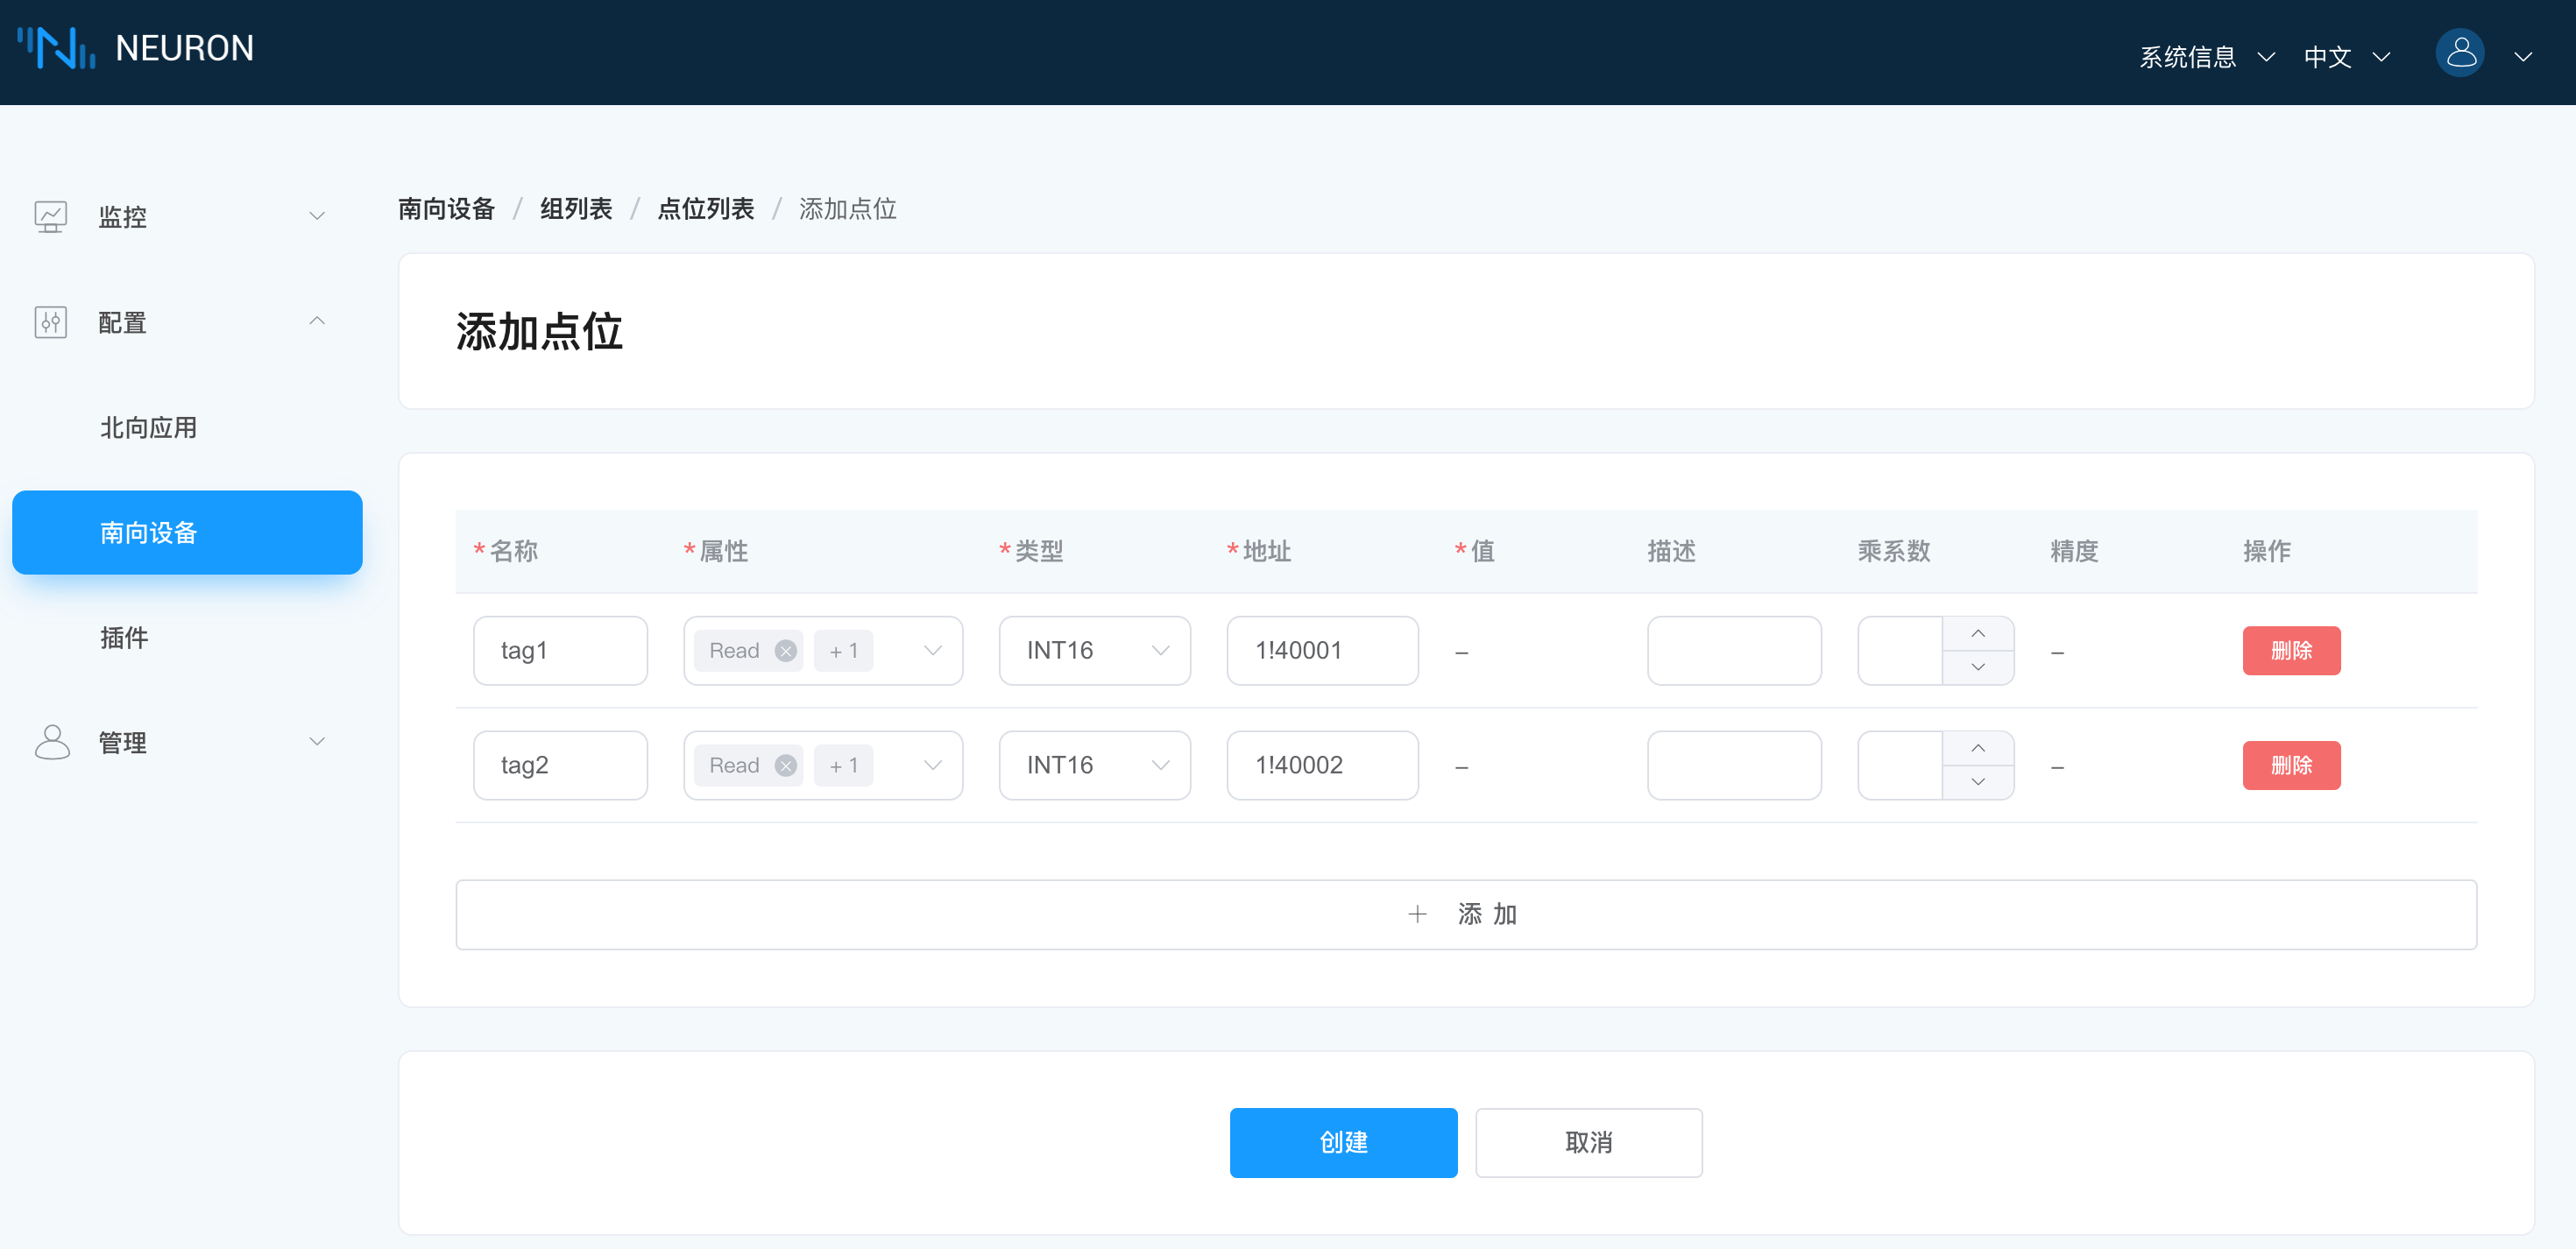 NEURON
系统信息 中文
监控
配置
北向应用
南向设备
插件
管理
南向设备 / 组列表 / 点位列表 / 添加点位
添加点位
* 名称 * 属性 * 类型 * 地址 * 值 描述 乘系数 精度 操作
tag1 Read + 1 INT16 1!40001 – – 删除
tag2 Read + 1 INT16 1!40002 – – 删除
+ 添 加
创建 取消